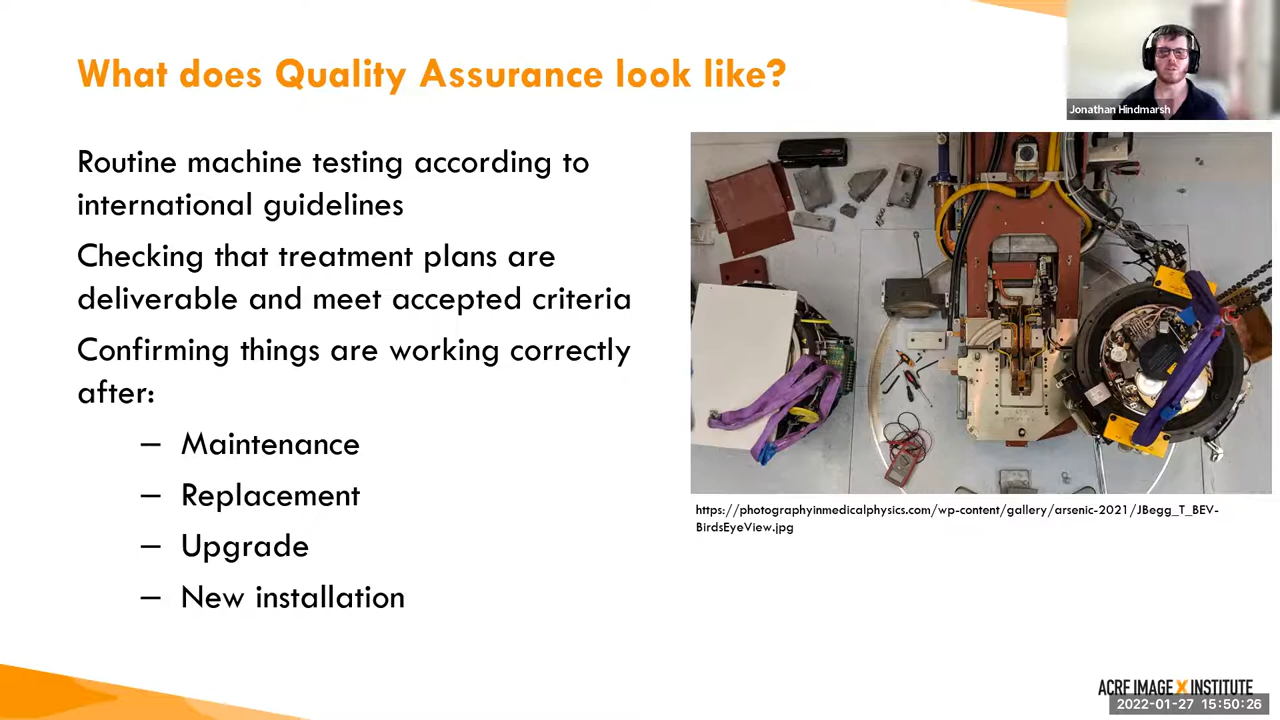 What does Quality Assurance look like?
Jonathan Hindmarsh
Routine machine testing according to
international guidelines
Checking that treatment plans are
deliverable and meet accepted criteria
Confirming things are working correctly
after:
– Maintenance
– Replacement
– Upgrade
– New installation
https://photographyinmedicalphysics.com/wp-content/gallery/arsenic-2021/JBegg_T_BEV-
BirdsEyeView.jpg
ACRF IMAGE X INSTITUTE
2022-01-27 15:50:26